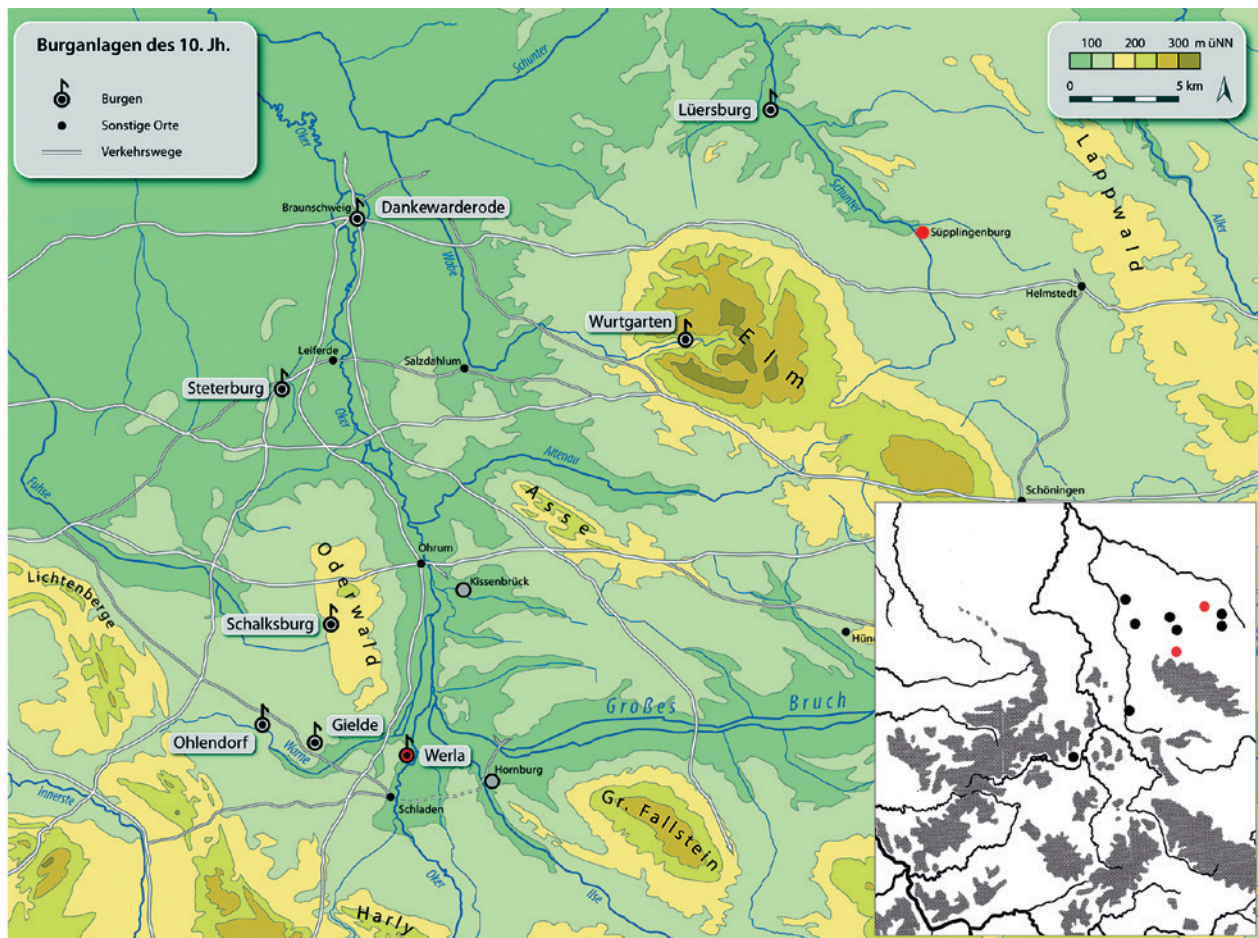 Burganlagen des 10. Jh.
Burgen
Sonstige Orte
Verkehrswege
100 200 300 m üNN
0 5 km
Schunter
Oker
Lüersburg
Lappwald
Aller
Schunter
Braunschweig
Dankewarderode
Süpplingenburg
Wabe
Helmstedt
Wurtgarten
Elm
Leiferde
Salzdahlum
Steterburg
Oker
Altenau
Fuhse
Asse
Schöningen
Oderwald
Ohrum
Kissenbrück
Lichtenberge
Schalksburg
Hün
Großes Bruch
Gielde
Ohlendorf
Warne
Werla
Hornburg
Innerste
Schladen
Gr. Fallstein
Oker
Ilse
Harly